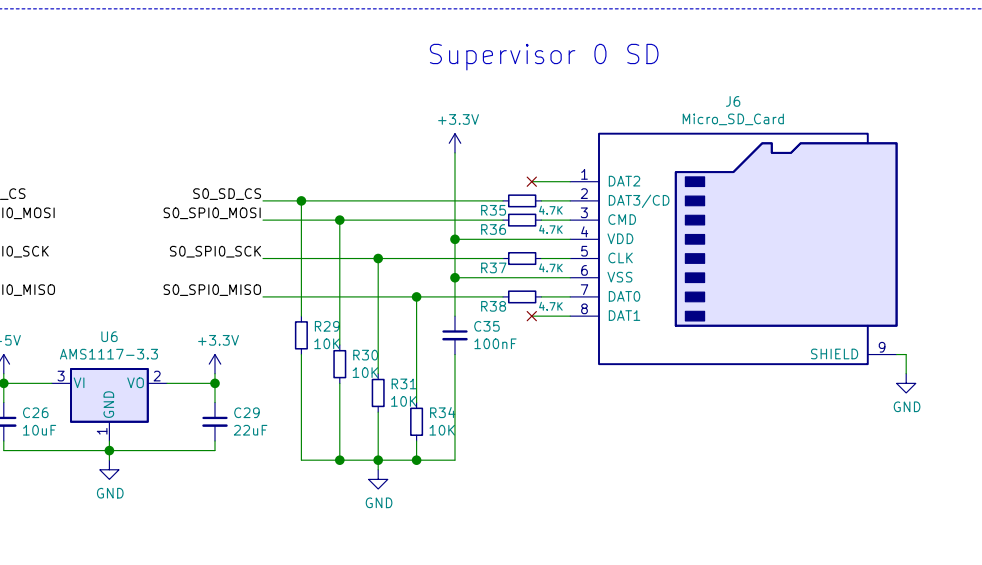 Supervisor 0 SD
J6
Micro_SD_Card
+3.3V
_CS
S0_SD_CS
I0_MOSI
S0_SPI0_MOSI
I0_SCK
S0_SPI0_SCK
I0_MISO
S0_SPI0_MISO
R35
4.7K
R36
4.7K
R37
4.7K
R38
4.7K
1
DAT2
2
DAT3/CD
3
CMD
4
VDD
5
CLK
6
VSS
7
DAT0
8
DAT1
SHIELD
9
GND
-5V
U6
AMS1117-3.3
+3.3V
3
VI
VO
2
GND
1
C26
10uF
C29
22uF
GND
R29
10K
R30
10K
R31
10K
R34
10K
C35
100nF
GND